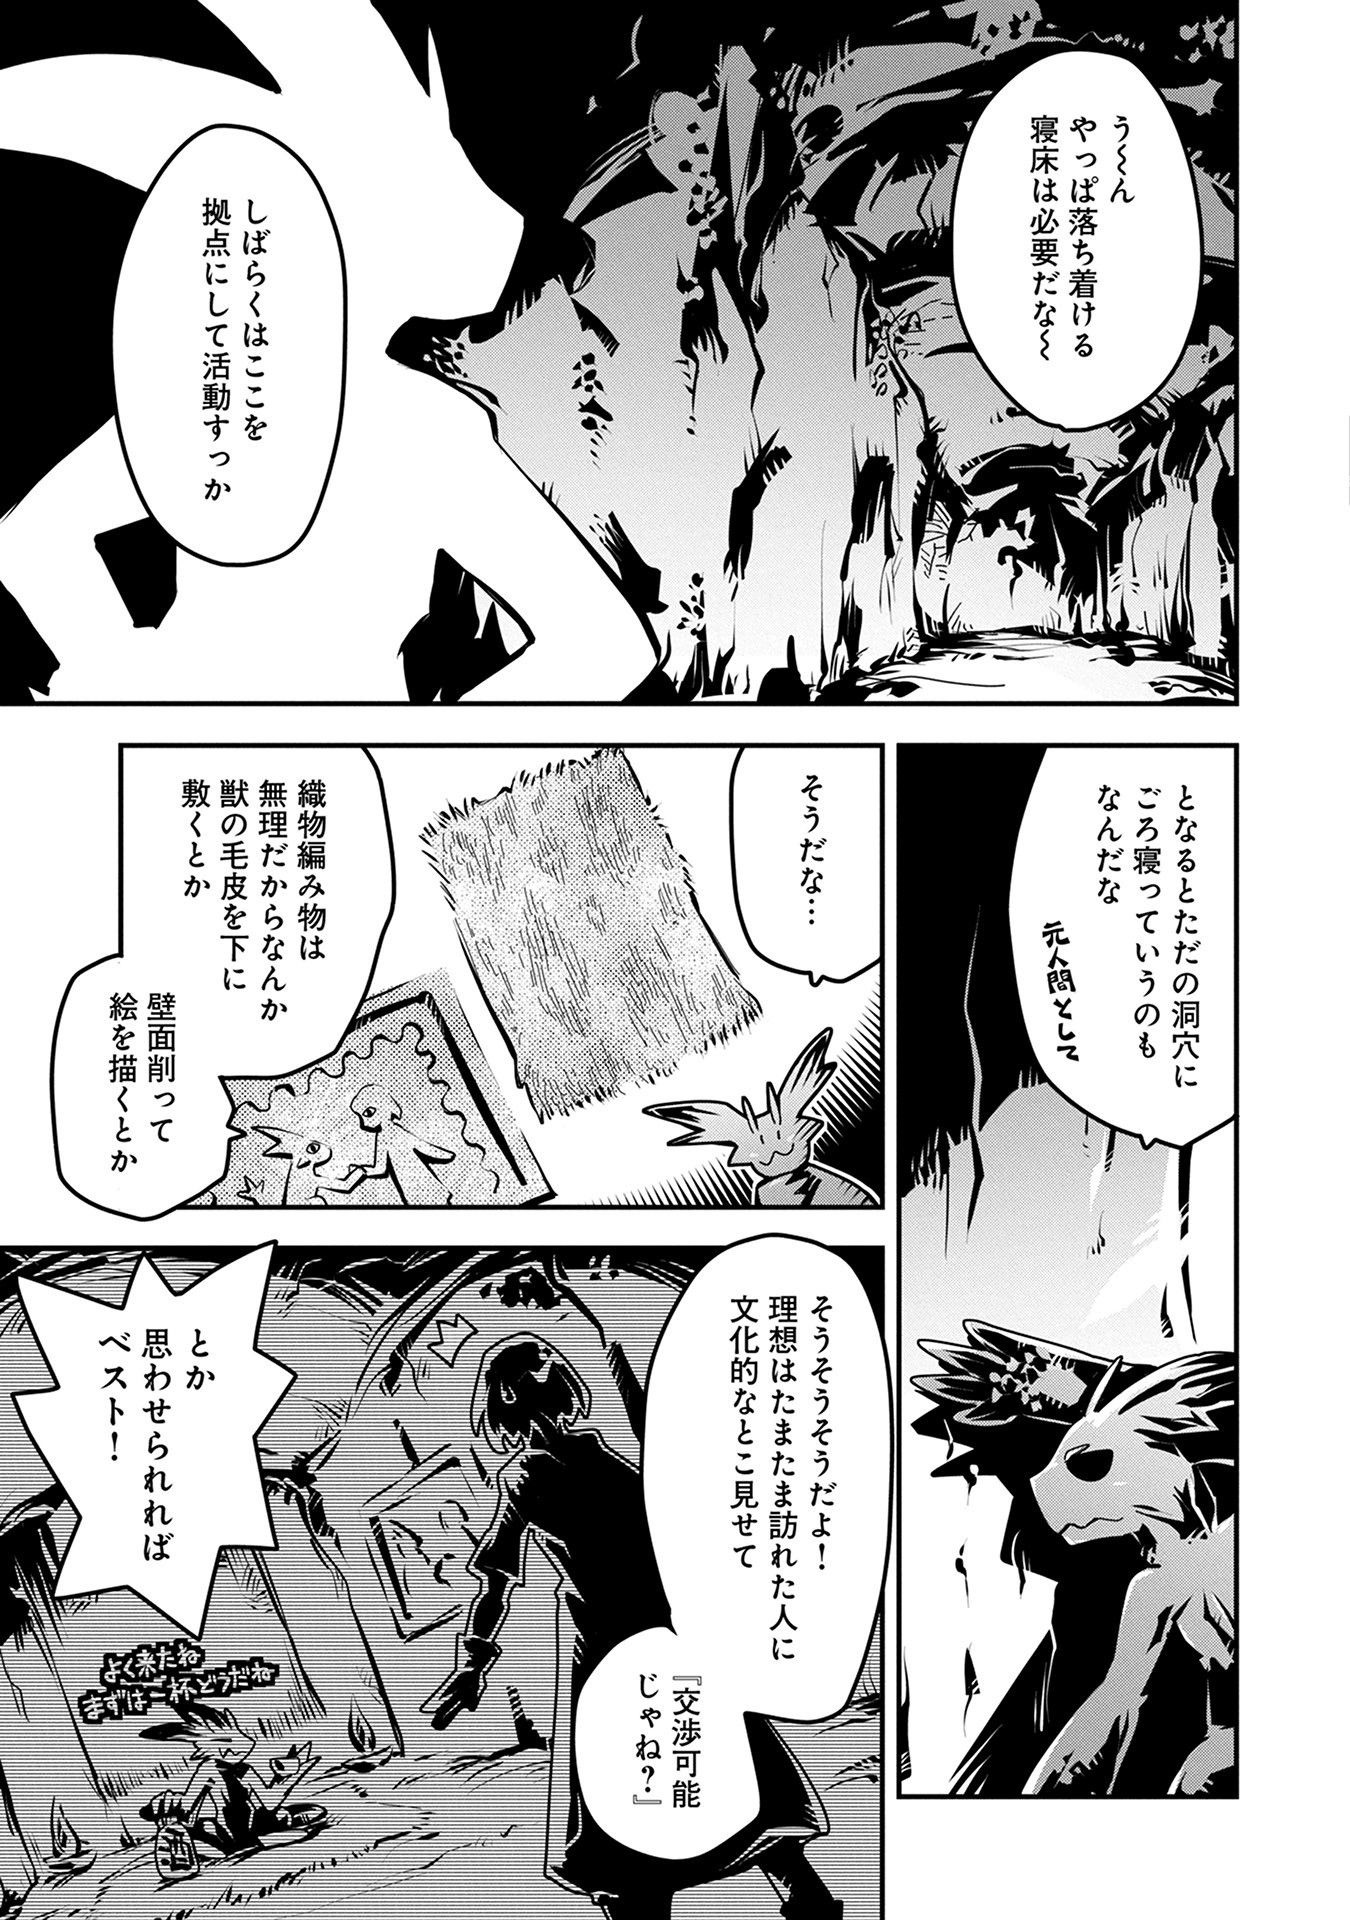 う〜ん
やっぱ落ち着ける
寝床は必要だな〜
しばらくはここを
拠点にして活動すっか
となるとただの洞穴に
ごろ寝っていうのも
なんだな
元人間として
そうだな…
織物編み物は
無理だからなんか
獣の毛皮を下に
敷くとか
壁面削って
絵を描くとか
そうそうそうだよ!
理想はたまたま訪れた人に
文化的なとこ見せて
『交渉可能
じゃね?』
とか
思わせられれば
ベスト!
よく来たね
まずは一杯どうだね
酒